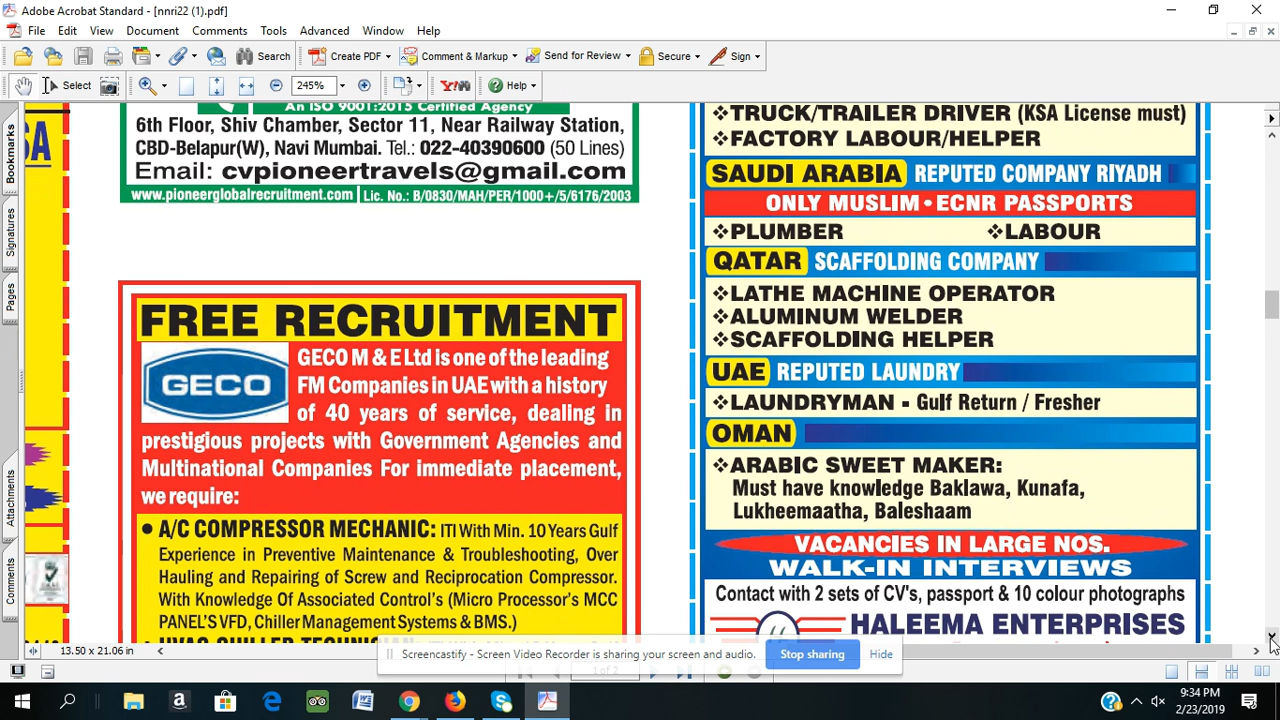 Adobe Acrobat Standard - [nnri22 (1).pdf]
File Edit View Document Comments Tools Advanced Window Help
Search Create PDF Comment & Markup Send for Review Secure Sign
Select 245% Y! Help
Bookmarks
Signatures
Pages
Attachments
Comments
SA
An ISO 9001:2015 Certified Agency
6th Floor, Shiv Chamber, Sector 11, Near Railway Station,
CBD-Belapur(W), Navi Mumbai. Tel.: 022-40390600 (50 Lines)
Email: cvpioneertravels@gmail.com
www.pioneerglobalrecruitment.com Lic. No.: B/0830/MAH/PER/1000+/5/6176/2003
FREE RECRUITMENT
GECO
GECO M & E Ltd is one of the leading
FM Companies in UAE with a history
of 40 years of service, dealing in
prestigious projects with Government Agencies and
Multinational Companies For immediate placement,
we require:
● A/C COMPRESSOR MECHANIC: ITI With Min. 10 Years Gulf
Experience in Preventive Maintenance & Troubleshooting, Over
Hauling and Repairing of Screw and Reciprocation Compressor.
With Knowledge Of Associated Control's (Micro Processor's MCC
PANEL'S VFD, Chiller Management Systems & BMS.)
❖TRUCK/TRAILER DRIVER (KSA License must)
❖FACTORY LABOUR/HELPER
SAUDI ARABIA REPUTED COMPANY RIYADH
ONLY MUSLIM • ECNR PASSPORTS
❖PLUMBER ❖LABOUR
QATAR SCAFFOLDING COMPANY
❖LATHE MACHINE OPERATOR
❖ALUMINUM WELDER
❖SCAFFOLDING HELPER
UAE REPUTED LAUNDRY
❖LAUNDRYMAN - Gulf Return / Fresher
OMAN
❖ARABIC SWEET MAKER:
Must have knowledge Baklawa, Kunafa,
Lukheemaatha, Baleshaam
VACANCIES IN LARGE NOS.
WALK-IN INTERVIEWS
Contact with 2 sets of CV's, passport & 10 colour photographs
HALEEMA ENTERPRISES
Screencastify - Screen Video Recorder is sharing your screen and audio. Stop sharing Hide
13.50 x 21.06 in
1 of 2
9:34 PM
2/23/2019